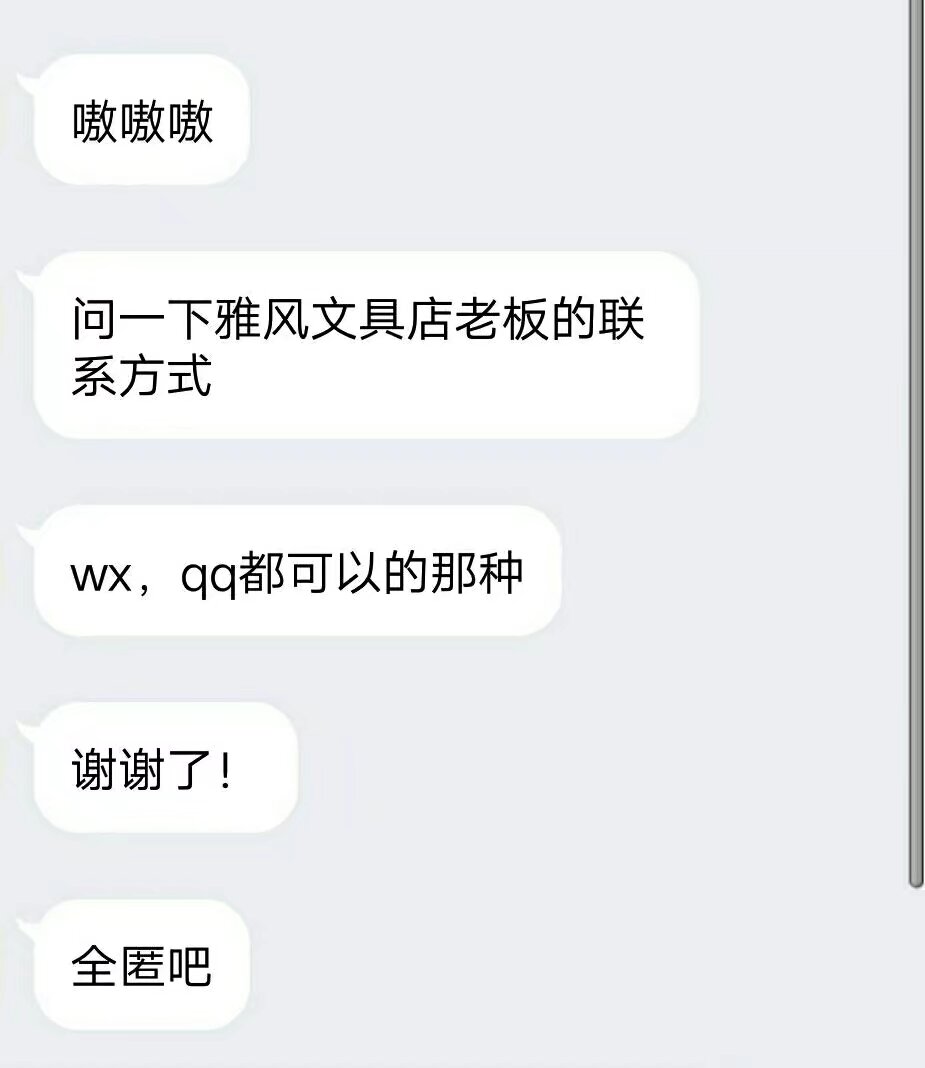 嗷嗷嗷
问一下雅风文具店老板的联
系方式
wx，qq都可以的那种
谢谢了！
全匿吧